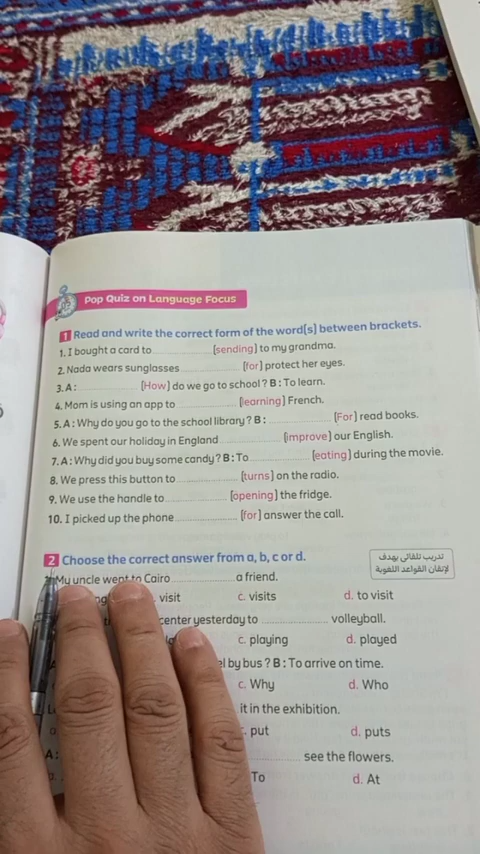 Pop Quiz on Language Focus
1 Read and write the correct form of the word(s) between brackets.
1. I bought a card to ............ (sending) to my grandma.
2. Nada wears sunglasses ............ (for) protect her eyes.
3. A: ............ (How) do we go to school? B: To learn.
4. Mom is using an app to ............ (learning) French.
5. A: Why do you go to the school library? B: ............ (For) read books.
6. We spent our holiday in England ............ (improve) our English.
7. A: Why did you buy some candy? B: To ............ (eating) during the movie.
8. We press this button to ............ (turns) on the radio.
9. We use the handle to ............ (opening) the fridge.
10. I picked up the phone ............ (for) answer the call.
2 Choose the correct answer from a, b, c or d.
تدريب تلقائى بهدف
لإتقان القواعد اللغوية
My uncle went to Cairo ............ a friend.
visit c. visits d. to visit
center yesterday to ............ volleyball.
c. playing d. played
by bus? B: To arrive on time.
c. Why d. Who
it in the exhibition.
put d. puts
A: ............ see the flowers.
To d. At